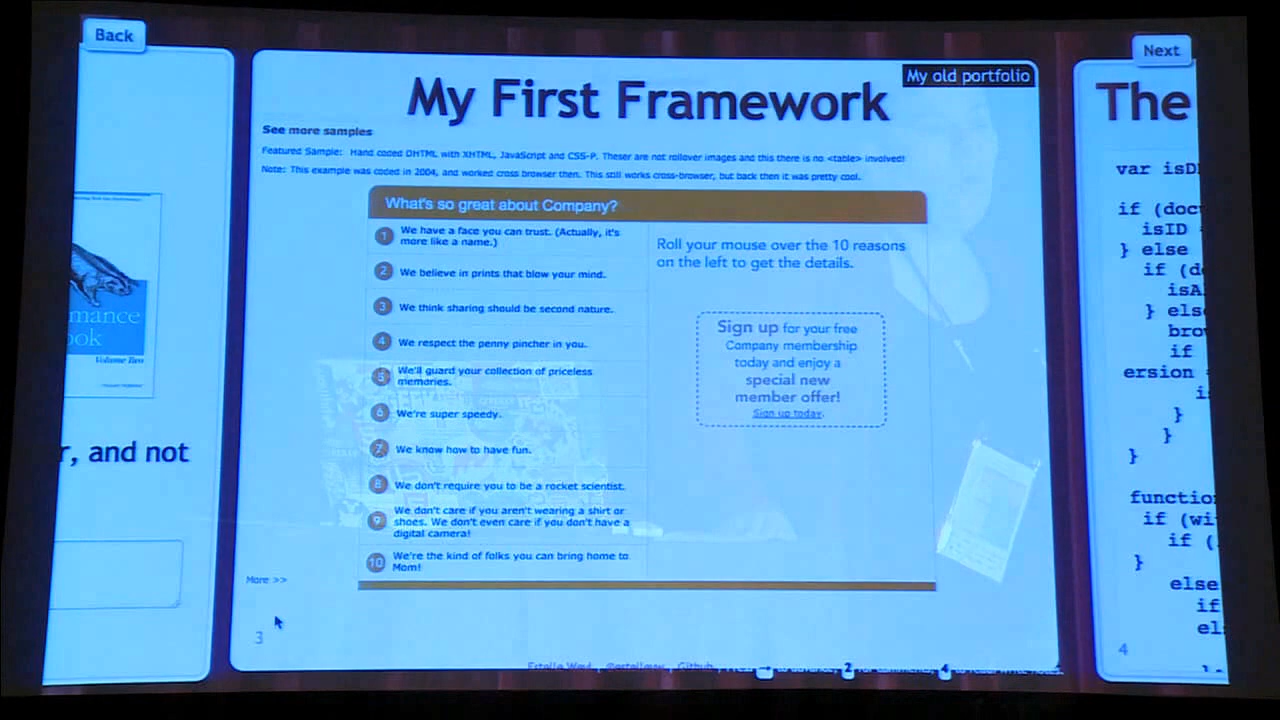 Back
Next
My old portfolio
My First Framework
See more samples
Featured Sample: Hand coded DHTML with XHTML, JavaScript and CSS-P. Theser are not rollover images and this there is no <table> involved!
Note: This example was coded in 2004, and worked cross browser then. This still works cross-browser, but back then it was pretty cool.
What's so great about Company?
1 We have a face you can trust. (Actually, it's
more like a name.)
2 We believe in prints that blow your mind.
3 We think sharing should be second nature.
4 We respect the penny pincher in you.
5 We'll guard your collection of priceless
memories.
6 We're super speedy.
7 We know how to have fun.
8 We don't require you to be a rocket scientist.
9 We don't care if you aren't wearing a shirt or
shoes. We don't even care if you don't have a
digital camera!
10 We're the kind of folks you can bring home to
Mom!
Roll your mouse over the 10 reasons
on the left to get the details.
Sign up for your free
Company membership
today and enjoy a
special new
member offer!
Sign up today.
More >>
3
mance
ook
Volume Two
r, and not
The
var isD
if (doc
isID =
} else
if (d
isA
} else
bro
if
ersion =
is
}
}
}
function
if (wi
if (
}
else
if
el
4